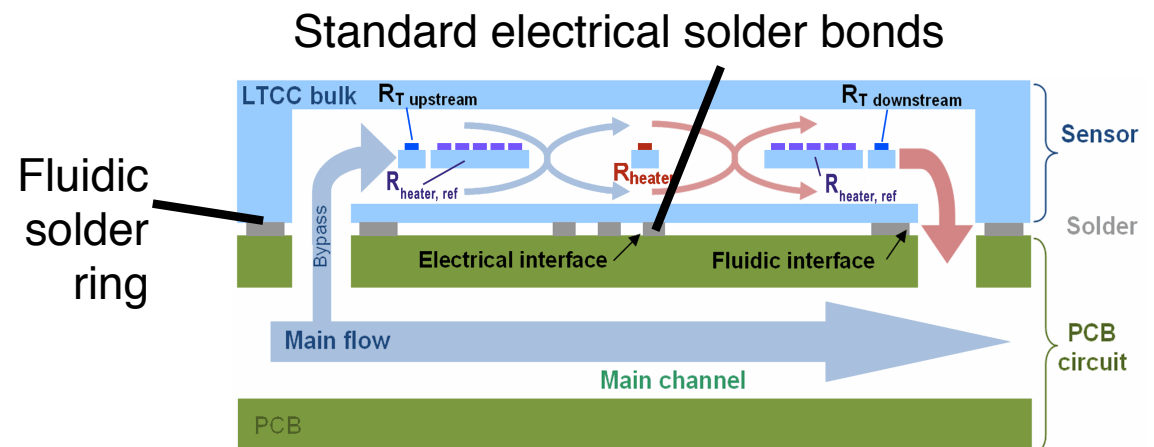 Standard electrical solder bonds
LTCC bulk
RT upstream
RT downstream
Sensor
Fluidic
solder
ring
Rheater, ref
Rheater
Rheater, ref
Bypass
Solder
Electrical interface
Fluidic interface
Main flow
PCB
circuit
Main channel
PCB